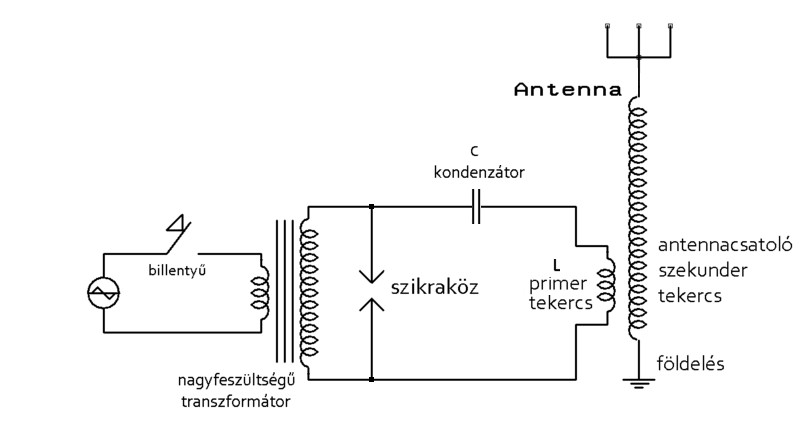 Antenna
C
kondenzátor
billentyű
szikraköz
L
primer
tekercs
antennacsatoló
szekunder
tekercs
földelés
nagyfeszültségű
transzformátor